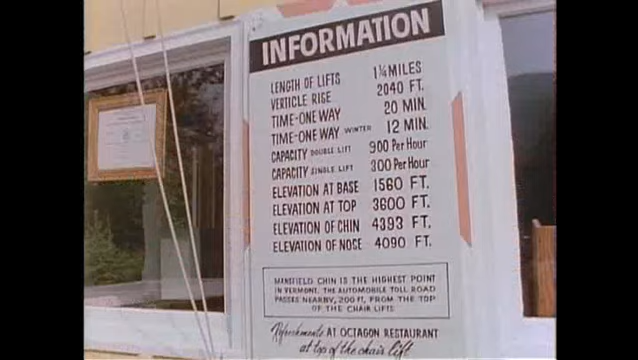 INFORMATION
LENGTH OF LIFTS 1¼ MILES
VERTICLE RISE 2040 FT.
TIME-ONE WAY 20 MIN.
TIME-ONE WAY WINTER 12 MIN.
CAPACITY DOUBLE LIFT 900 Per Hour
CAPACITY SINGLE LIFT 300 Per Hour
ELEVATION AT BASE 1560 FT.
ELEVATION AT TOP 3600 FT.
ELEVATION OF CHIN 4393 FT.
ELEVATION OF NOSE 4090 FT.
MANSFIELD CHIN IS THE HIGHEST POINT
IN VERMONT. THE AUTOMOBILE TOLL ROAD
PASSES NEARBY, 200 FT. FROM THE TOP
OF THE CHAIR LIFTS
Refreshments AT OCTAGON RESTAURANT
at top of the chair lift